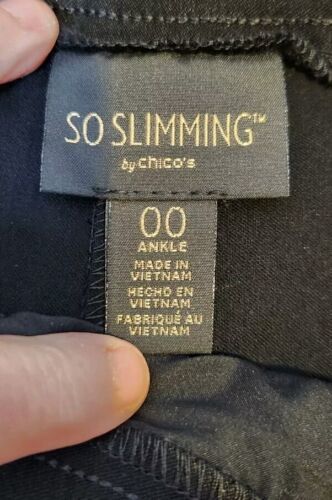 SO SLIMMING™
by chico's
00
ANKLE
MADE IN
VIETNAM
HECHO EN
VIETNAM
FABRIQUÉ AU
VIETNAM